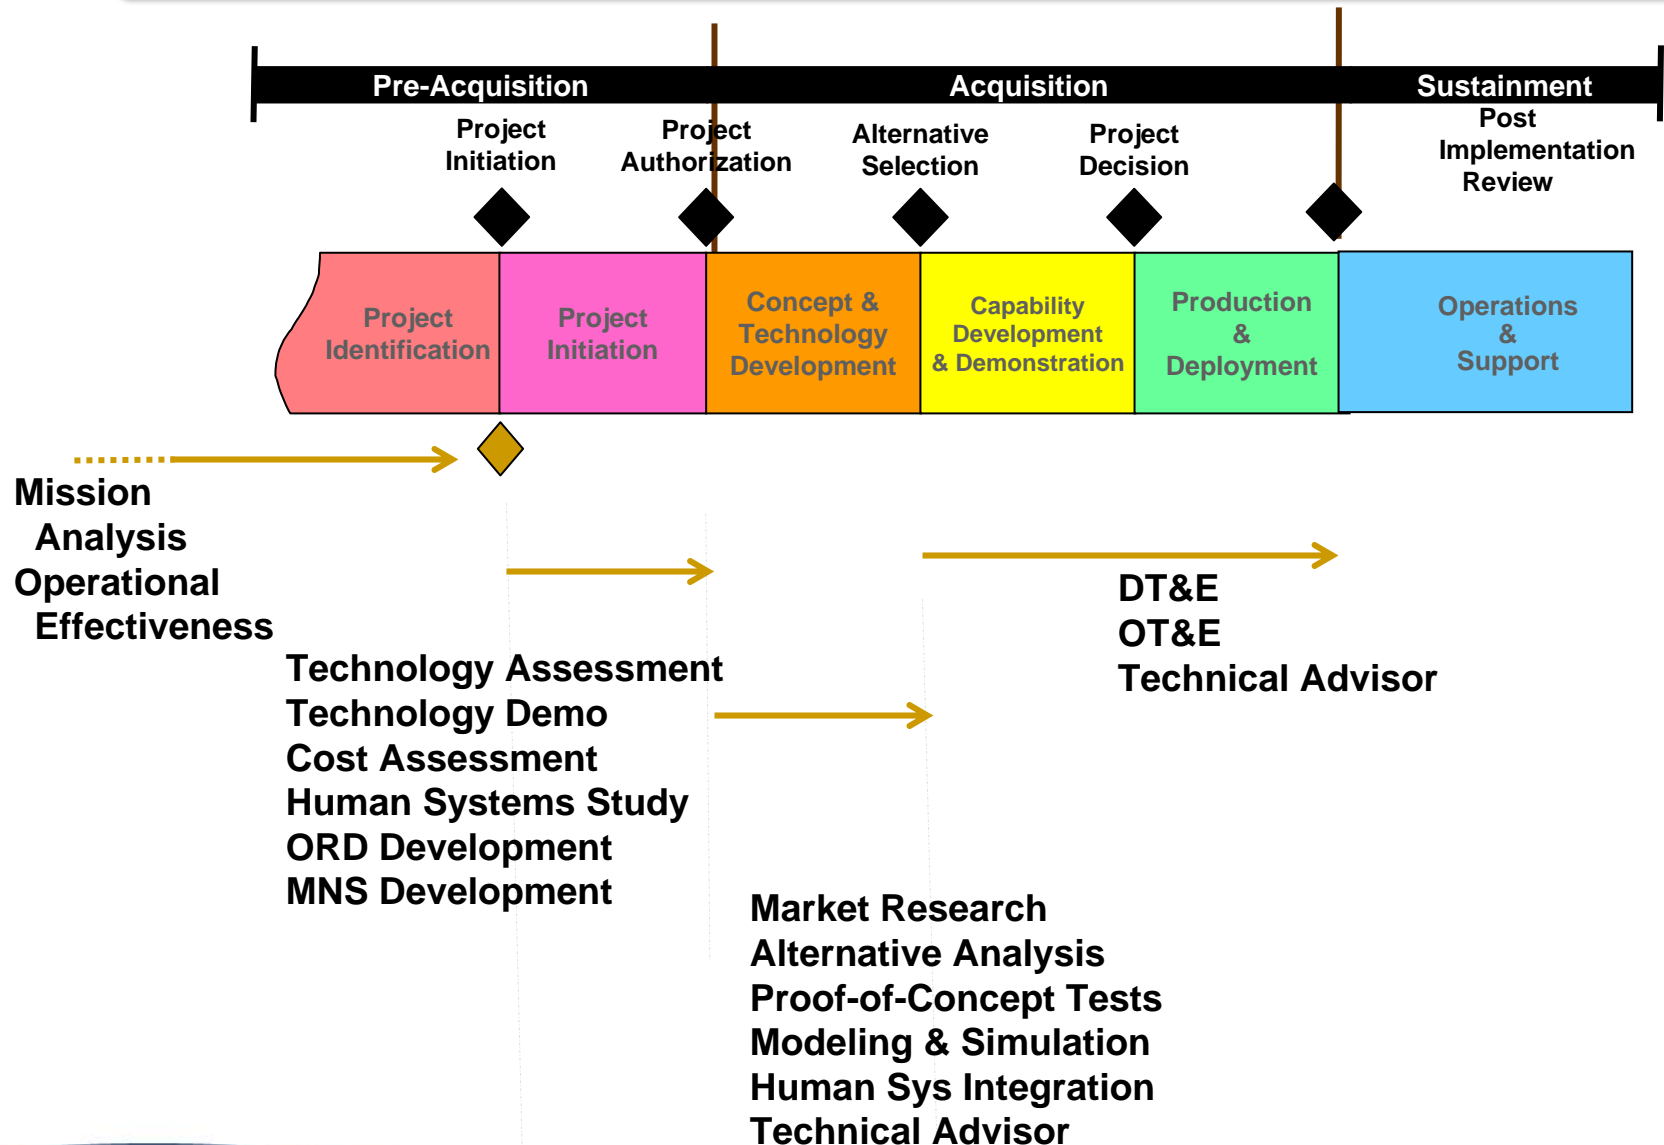 Pre-Acquisition
Acquisition
Sustainment
Project
Initiation
Project
Authorization
Alternative
Selection
Project
Decision
Post
Implementation
Review
Project
Identification
Project
Initiation
Concept &
Technology
Development
Capability
Development
& Demonstration
Production
&
Deployment
Operations
&
Support
Mission
Analysis
Operational
Effectiveness
Technology Assessment
Technology Demo
Cost Assessment
Human Systems Study
ORD Development
MNS Development
Market Research
Alternative Analysis
Proof-of-Concept Tests
Modeling & Simulation
Human Sys Integration
Technical Advisor
DT&E
OT&E
Technical Advisor